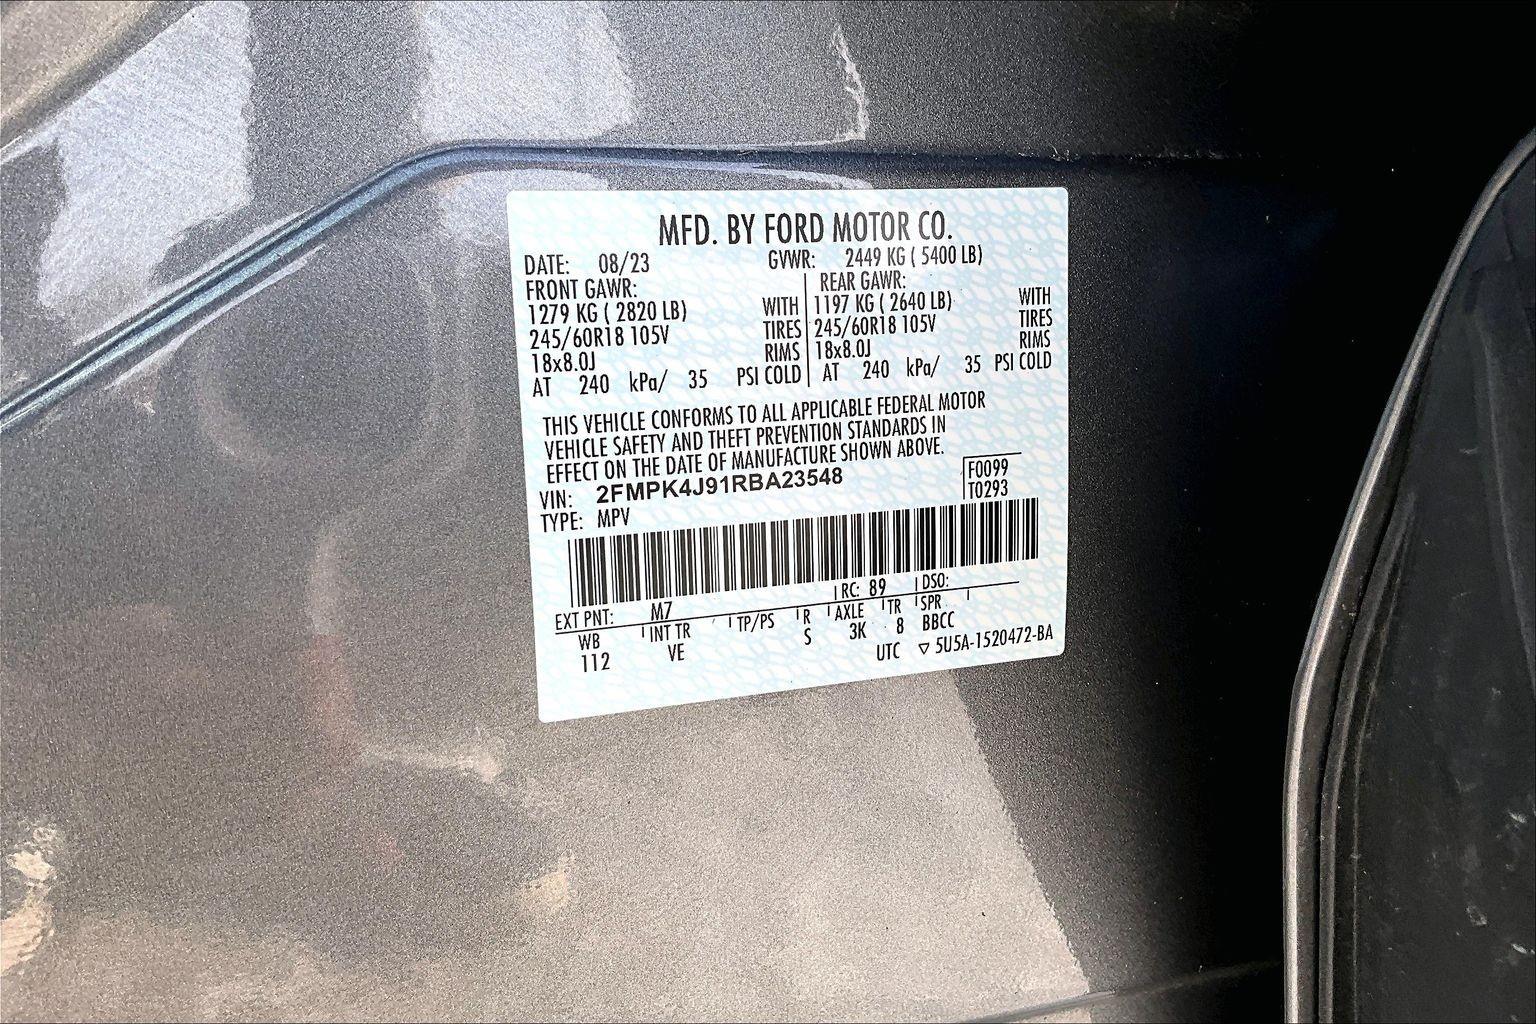 MFD. BY FORD MOTOR CO.
DATE: 08/23 GVWR: 2449 KG ( 5400 LB)
FRONT GAWR: REAR GAWR:
1279 KG ( 2820 LB) WITH 1197 KG ( 2640 LB) WITH
245/60R18 105V TIRES 245/60R18 105V TIRES
18x8.0J RIMS 18x8.0J RIMS
AT 240 kPa/ 35 PSI COLD AT 240 kPa/ 35 PSI COLD
THIS VEHICLE CONFORMS TO ALL APPLICABLE FEDERAL MOTOR
VEHICLE SAFETY AND THEFT PREVENTION STANDARDS IN
EFFECT ON THE DATE OF MANUFACTURE SHOWN ABOVE.
VIN: 2FMPK4J91RBA23548 F0099
TYPE: MPV T0293
EXT PNT: M7 RC: 89 DSO:
WB INT TR TP/PS R AXLE TR SPR
112 VE S 3K 8 BBCC
UTC ▽ 5U5A-1520472-BA